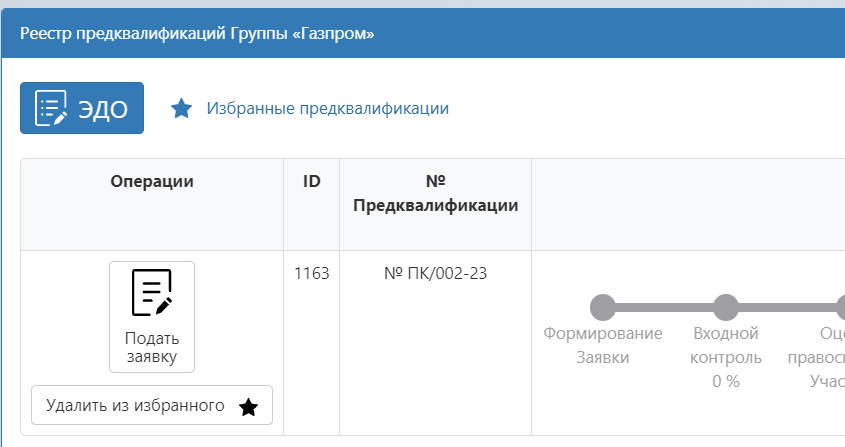 Реестр предквалификаций Группы «Газпром»
ЭДО
Избранные предквалификации
Операции
ID
№
Предквалификации
Подать
заявку
Удалить из избранного
1163
№ ПК/002-23
Формирование
Заявки
Входной
контроль
0 %